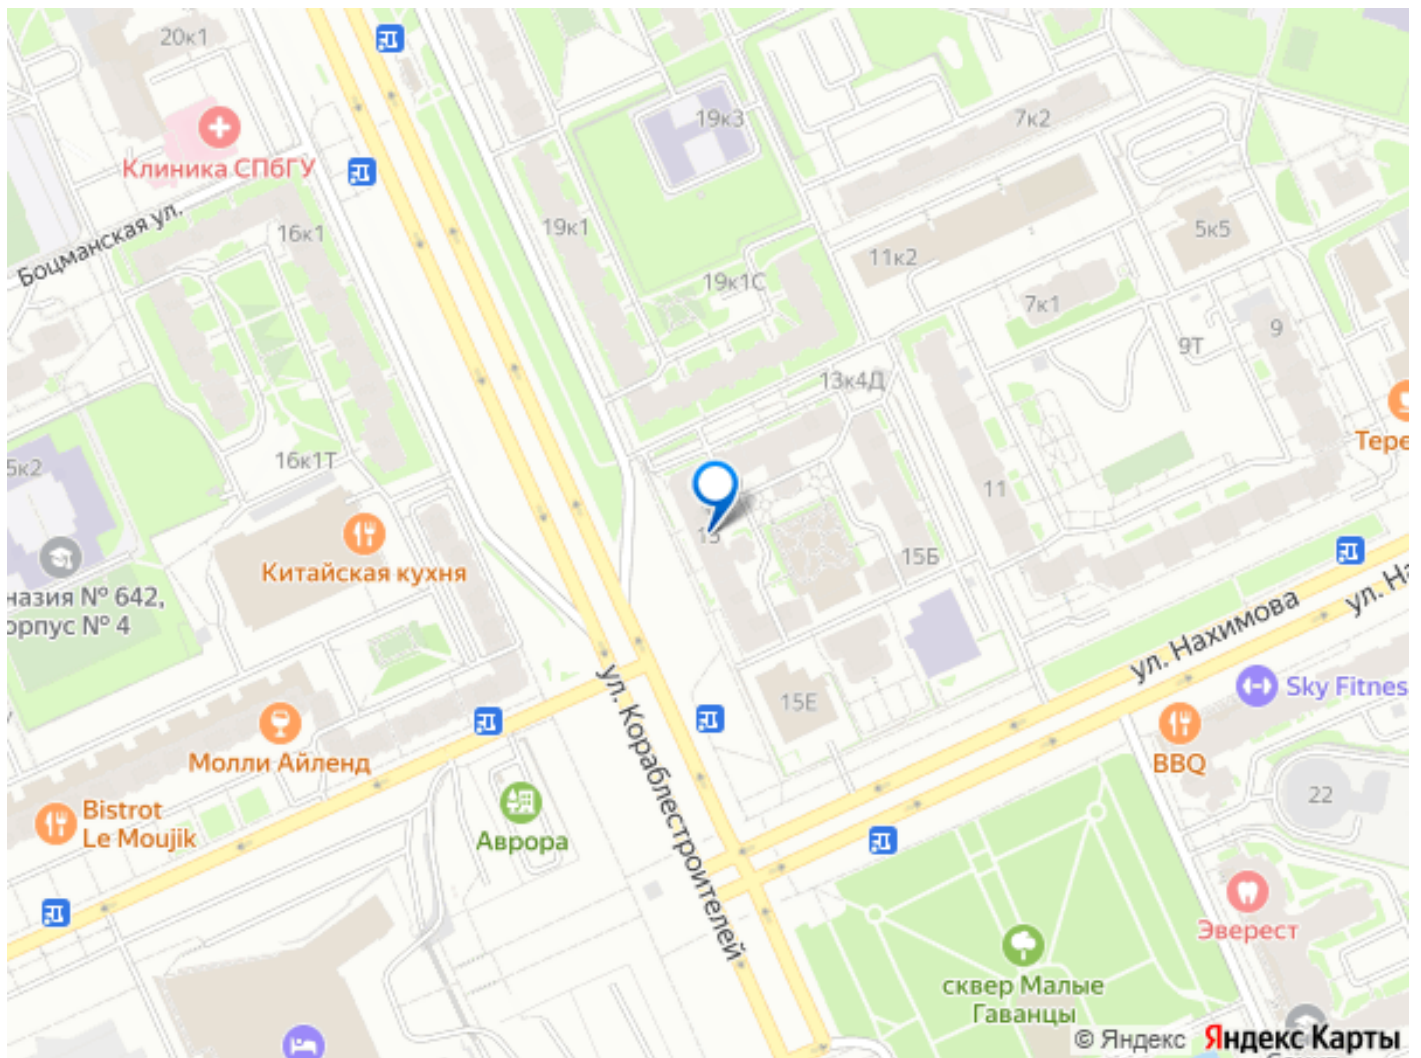 20к1
19к3
7к2
Клиника СПбГУ
Боцманская ул.
16к1
19к1
5к5
11к2
19к1С
7к1
9
9Т
13к4Д
5к2
16к1Т
11
15Б
Китайская кухня
назия № 642,
орпус № 4
ул. Нахимова
ул. На
Тере
Sky Fitnes
15Е
ул. Кораблестроителей
Молли Айленд
BBQ
22
Bistrot
Le Moujik
Аврора
Эверест
сквер Малые
Гаванцы
© Яндекс Яндекс Карты